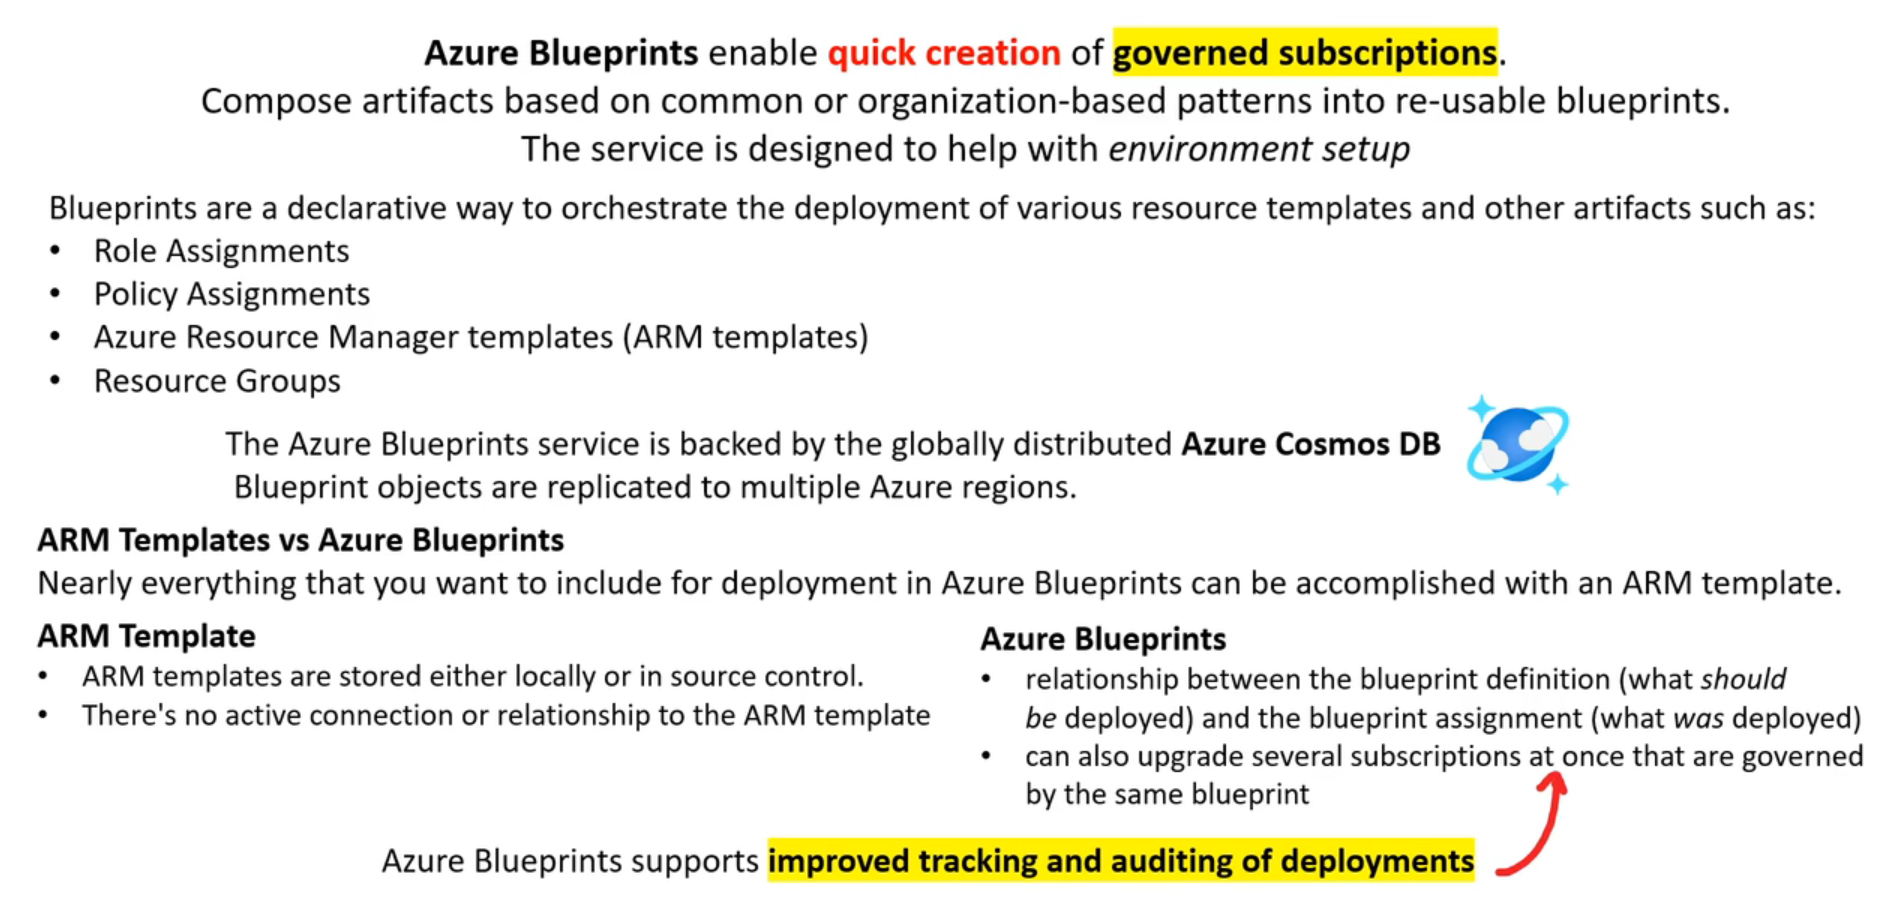 Azure Blueprints enable quick creation of governed subscriptions.
Compose artifacts based on common or organization-based patterns into re-usable blueprints.
The service is designed to help with environment setup
Blueprints are a declarative way to orchestrate the deployment of various resource templates and other artifacts such as:
• Role Assignments
• Policy Assignments
• Azure Resource Manager templates (ARM templates)
• Resource Groups
The Azure Blueprints service is backed by the globally distributed Azure Cosmos DB
Blueprint objects are replicated to multiple Azure regions.
ARM Templates vs Azure Blueprints
Nearly everything that you want to include for deployment in Azure Blueprints can be accomplished with an ARM template.
ARM Template
• ARM templates are stored either locally or in source control.
• There's no active connection or relationship to the ARM template
Azure Blueprints
• relationship between the blueprint definition (what should
be deployed) and the blueprint assignment (what was deployed)
• can also upgrade several subscriptions at once that are governed
by the same blueprint
Azure Blueprints supports improved tracking and auditing of deployments